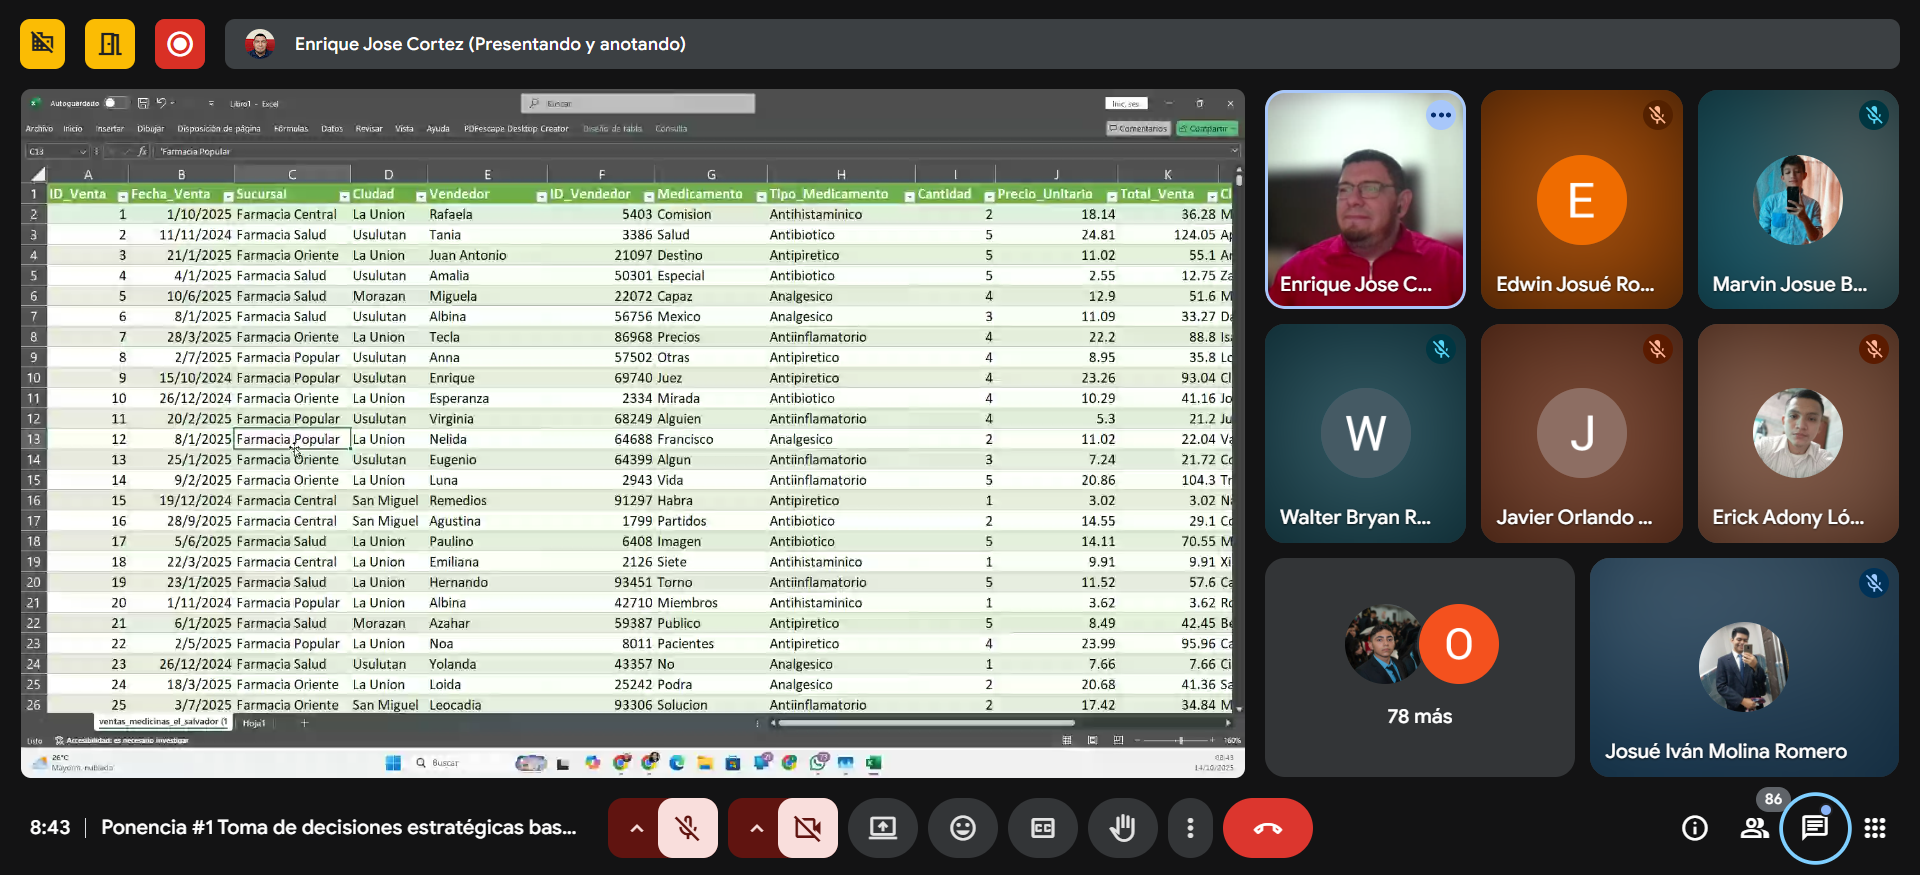 Enrique Jose Cortez (Presentando y anotando)
Autoguardado Libro1 - Excel Buscar Inic. ses
Archivo Inicio Insertar Dibujar Disposición de página Fórmulas Datos Revisar Vista Ayuda PDFescape Desktop Creator Diseño de tabla Consulta Comentarios Compartir
C13 fx 'Farmacia Popular
A B C D E F G H I J K
1 ID_Venta Fecha_Venta Sucursal Ciudad Vendedor ID_Vendedor Medicamento Tipo_Medicamento Cantidad Precio_Unitario Total_Venta Cl
2 1 1/10/2025 Farmacia Central La Union Rafaela 5403 Comision Antihistaminico 2 18.14 36.28 M
3 2 11/11/2024 Farmacia Salud Usulutan Tania 3386 Salud Antibiotico 5 24.81 124.05 A
4 3 21/1/2025 Farmacia Oriente La Union Juan Antonio 21097 Destino Antipiretico 5 11.02 55.1 A
5 4 4/1/2025 Farmacia Salud Usulutan Amalia 50301 Especial Antibiotico 5 2.55 12.75 Za
6 5 10/6/2025 Farmacia Salud Morazan Miguela 22072 Capaz Analgesico 4 12.9 51.6 M
7 6 8/1/2025 Farmacia Salud Usulutan Albina 56756 Mexico Analgesico 3 11.09 33.27 Da
8 7 28/3/2025 Farmacia Oriente La Union Tecla 86968 Precios Antiinflamatorio 4 22.2 88.8 Isa
9 8 2/7/2025 Farmacia Popular Usulutan Anna 57502 Otras Antipiretico 4 8.95 35.8 Lo
10 9 15/10/2024 Farmacia Popular Usulutan Enrique 69740 Juez Antipiretico 4 23.26 93.04 Cl
11 10 26/12/2024 Farmacia Oriente La Union Esperanza 2334 Mirada Antibiotico 4 10.29 41.16 Jo
12 11 20/2/2025 Farmacia Popular Usulutan Virginia 68249 Alguien Antiinflamatorio 4 5.3 21.2 Ju
13 12 8/1/2025 Farmacia Popular La Union Nelida 64688 Francisco Analgesico 2 11.02 22.04 Va
14 13 25/1/2025 Farmacia Oriente Usulutan Eugenio 64399 Algun Antiinflamatorio 3 7.24 21.72 Co
15 14 9/2/2025 Farmacia Oriente La Union Luna 2943 Vida Antiinflamatorio 5 20.86 104.3 Tr
16 15 19/12/2024 Farmacia Central San Miguel Remedios 91297 Habra Antipiretico 1 3.02 3.02 N
17 16 28/9/2025 Farmacia Central San Miguel Agustina 1799 Partidos Antibiotico 2 14.55 29.1 Co
18 17 5/6/2025 Farmacia Salud La Union Paulino 6408 Imagen Antibiotico 5 14.11 70.55 M
19 18 22/3/2025 Farmacia Central La Union Emiliana 2126 Siete Antihistaminico 1 9.91 9.91 Xi
20 19 23/1/2025 Farmacia Salud La Union Hernando 93451 Torno Antiinflamatorio 5 11.52 57.6 Ca
21 20 1/11/2024 Farmacia Popular La Union Albina 42710 Miembros Antihistaminico 1 3.62 3.62 Ro
22 21 6/1/2025 Farmacia Salud Morazan Azahar 59387 Publico Antipiretico 5 8.49 42.45 Be
23 22 2/5/2025 Farmacia Popular La Union Noa 8011 Pacientes Antipiretico 4 23.99 95.96 Ca
24 23 26/12/2024 Farmacia Salud Usulutan Yolanda 43357 No Analgesico 1 7.66 7.66 Ci
25 24 18/3/2025 Farmacia Oriente La Union Loida 25242 Podra Analgesico 2 20.68 41.36 Sa
26 25 3/7/2025 Farmacia Oriente San Miguel Leocadia 93306 Solucion Antiinflamatorio 2 17.42 34.84 M
ventas_medicinas_el_salvador (1 Hoja1 +
Listo Accesibilidad: es necesario investigar 160%
26°C
Mayorm. nublado
Buscar
08:43
14/10/2025
Enrique Jose C...
E
Edwin Josué Ro...
Marvin Josue B...
W
Walter Bryan R...
J
Javier Orlando ...
Erick Adony Ló...
O
78 más
Josué Iván Molina Romero
8:43 | Ponencia #1 Toma de decisiones estratégicas bas...
86